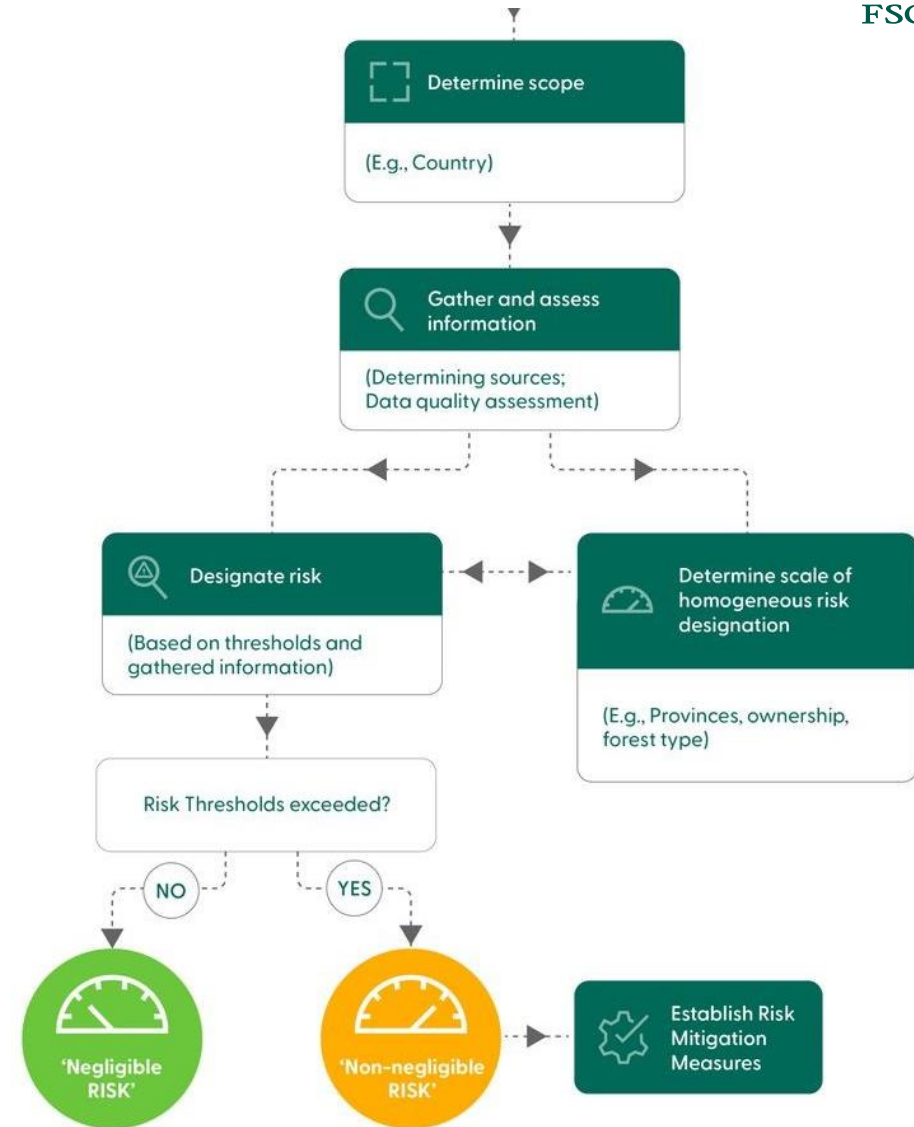 FSC
Determine scope
(E.g., Country)
Gather and assess
information
(Determining sources;
Data quality assessment)
Designate risk
(Based on thresholds and
gathered information)
Determine scale of
homogeneous risk
designation
(E.g., Provinces, ownership,
forest type)
Risk Thresholds exceeded?
NO
YES
'Negligible
RISK'
'Non-negligible
RISK'
Establish Risk
Mitigation
Measures